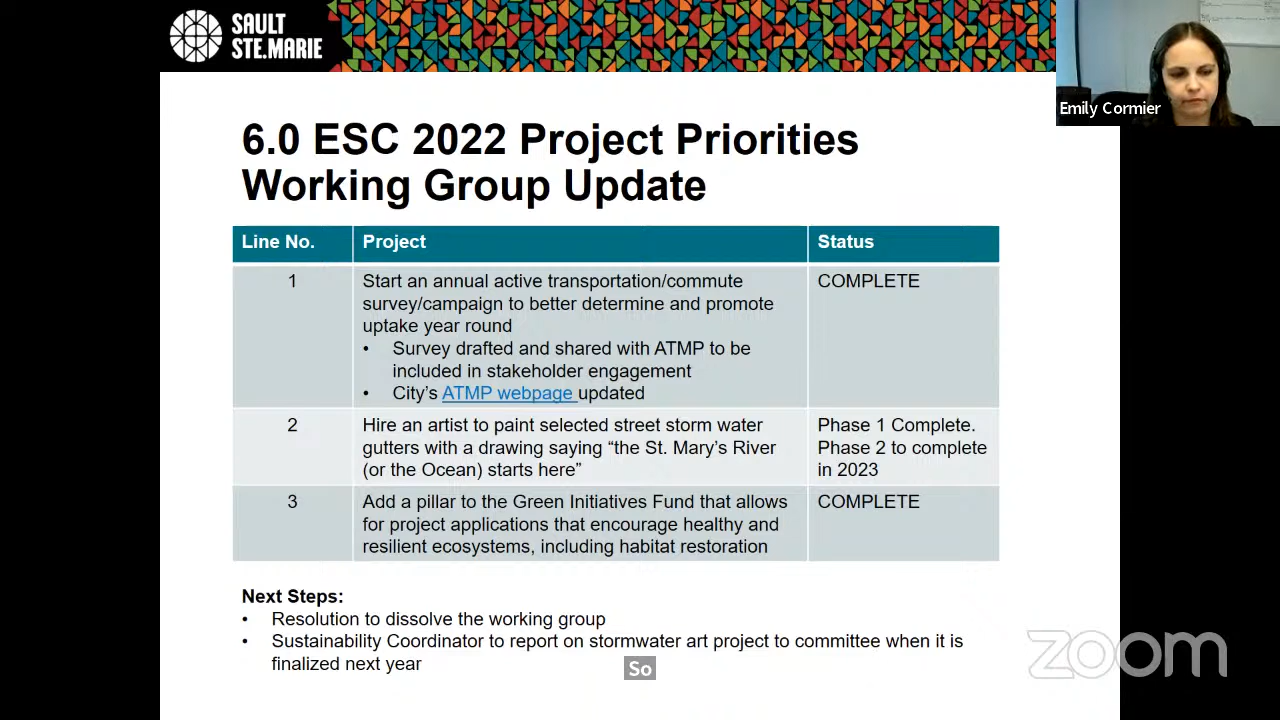 SAULT
STE.MARIE
Emily Cormier
6.0 ESC 2022 Project Priorities
Working Group Update
Line No. Project Status
1 Start an annual active transportation/commute COMPLETE
survey/campaign to better determine and promote
uptake year round
• Survey drafted and shared with ATMP to be
included in stakeholder engagement
• City's ATMP webpage updated
2 Hire an artist to paint selected street storm water Phase 1 Complete.
gutters with a drawing saying “the St. Mary's River Phase 2 to complete
(or the Ocean) starts here” in 2023
3 Add a pillar to the Green Initiatives Fund that allows COMPLETE
for project applications that encourage healthy and
resilient ecosystems, including habitat restoration
Next Steps:
• Resolution to dissolve the working group
• Sustainability Coordinator to report on stormwater art project to committee when it is
finalized next year
So
zoom